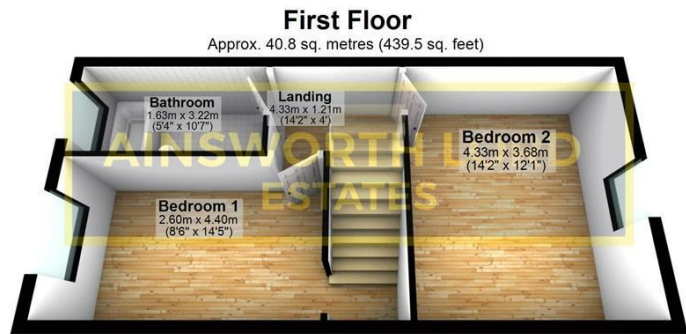 First Floor
Approx. 40.8 sq. metres (439.5 sq. feet)
Bathroom
1.63m x 3.22m
(5'4" x 10'7")
Landing
4.33m x 1.21m
(14'2" x 4')
Bedroom 2
4.33m x 3.68m
(14'2" x 12'1")
Bedroom 1
2.60m x 4.40m
(8'6" x 14'5")
AINSWORTH L D
ESTATES